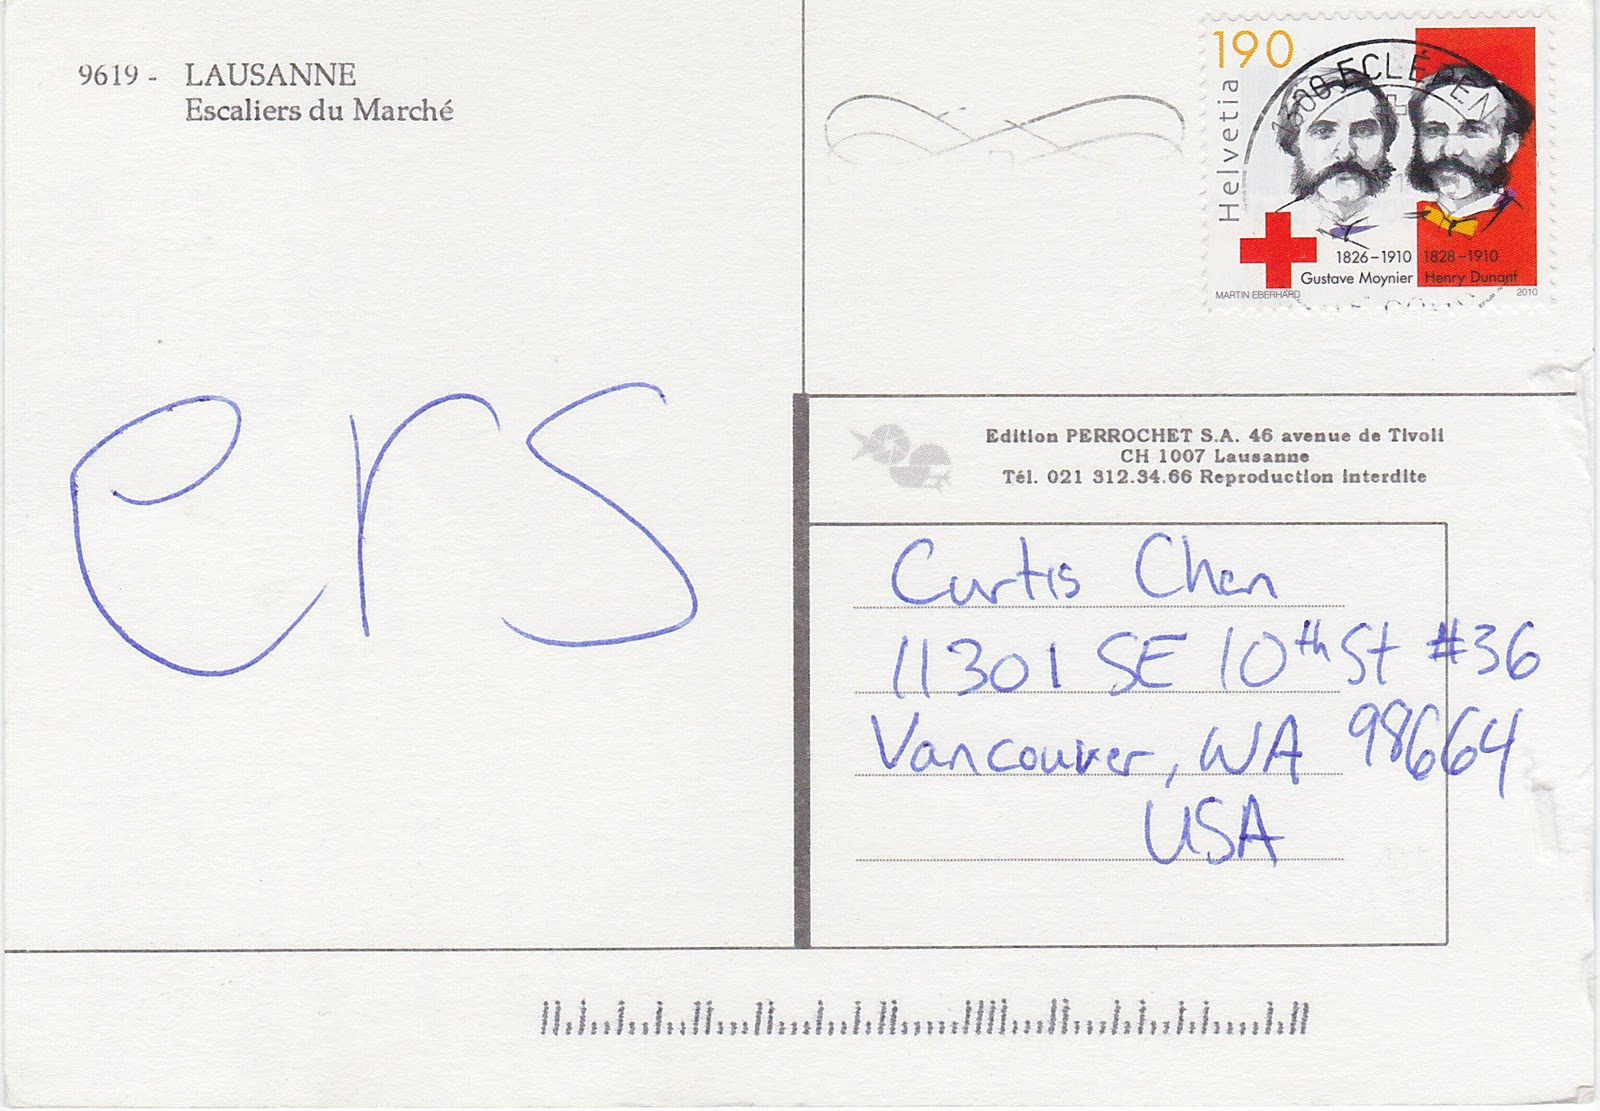 9619 - LAUSANNE
Escaliers du Marché
190
Helvetia
1300 ECLÉPENS
1826–1910 1828–1910
Gustave Moynier Henry Dunant
MARTIN EBERHARD 2010
ers
Edition PERROCHET S.A. 46 avenue de Tivoli
CH 1007 Lausanne
Tél. 021 312.34.66 Reproduction interdite
Curtis Chen
11301 SE 10th St #36
Vancouver, WA 98664
USA